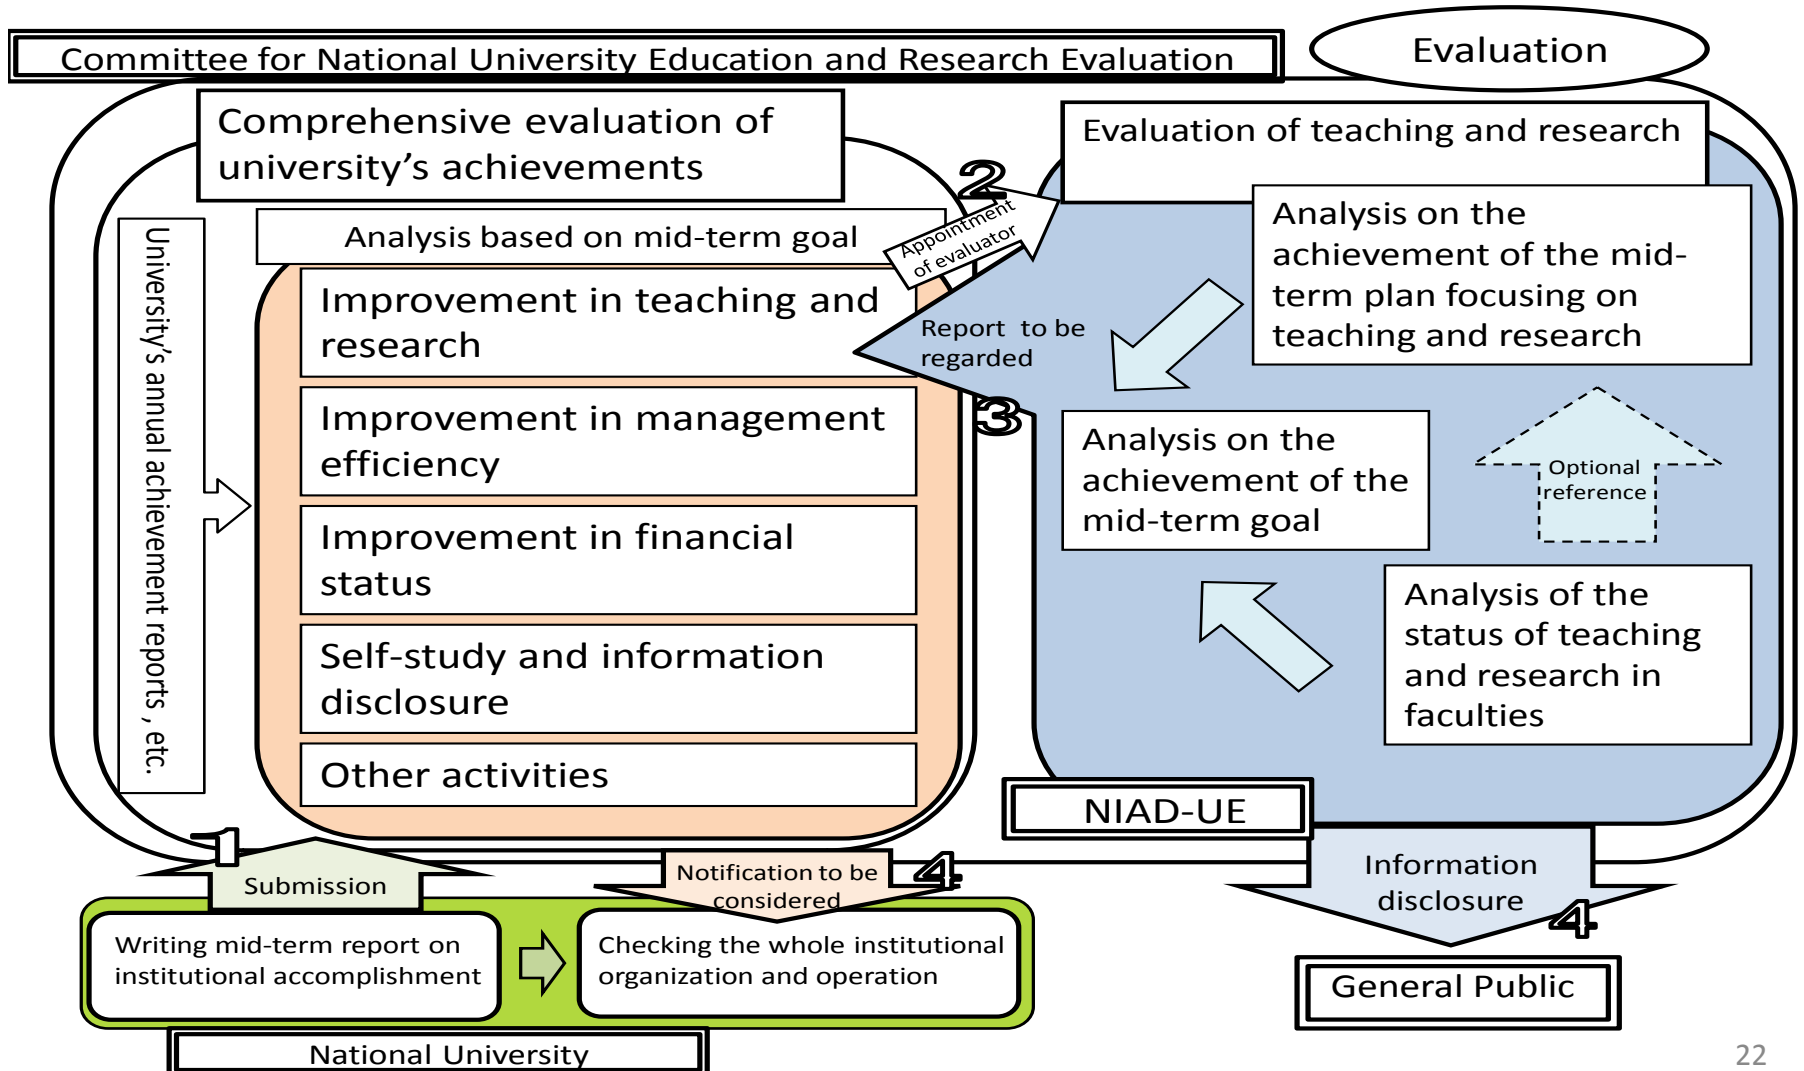 Committee for National University Education and Research Evaluation
Evaluation
Comprehensive evaluation of
university’s achievements
Evaluation of teaching and research
2
Appointment
of evaluator
University’s annual achievement reports , etc.
Analysis based on mid-term goal
Improvement in teaching and
research
Improvement in management
efficiency
Improvement in financial
status
Self-study and information
disclosure
Other activities
Report  to be
regarded
3
Analysis on the
achievement of the mid-
term plan focusing on
teaching and research
Analysis on the
achievement of the
mid-term goal
Optional
reference
Analysis of the
status of teaching
and research in
faculties
NIAD-UE
1
Submission
Notification to be
considered
4
Information
disclosure
4
Writing mid-term report on
institutional accomplishment
Checking the whole institutional
organization and operation
General Public
National University
22